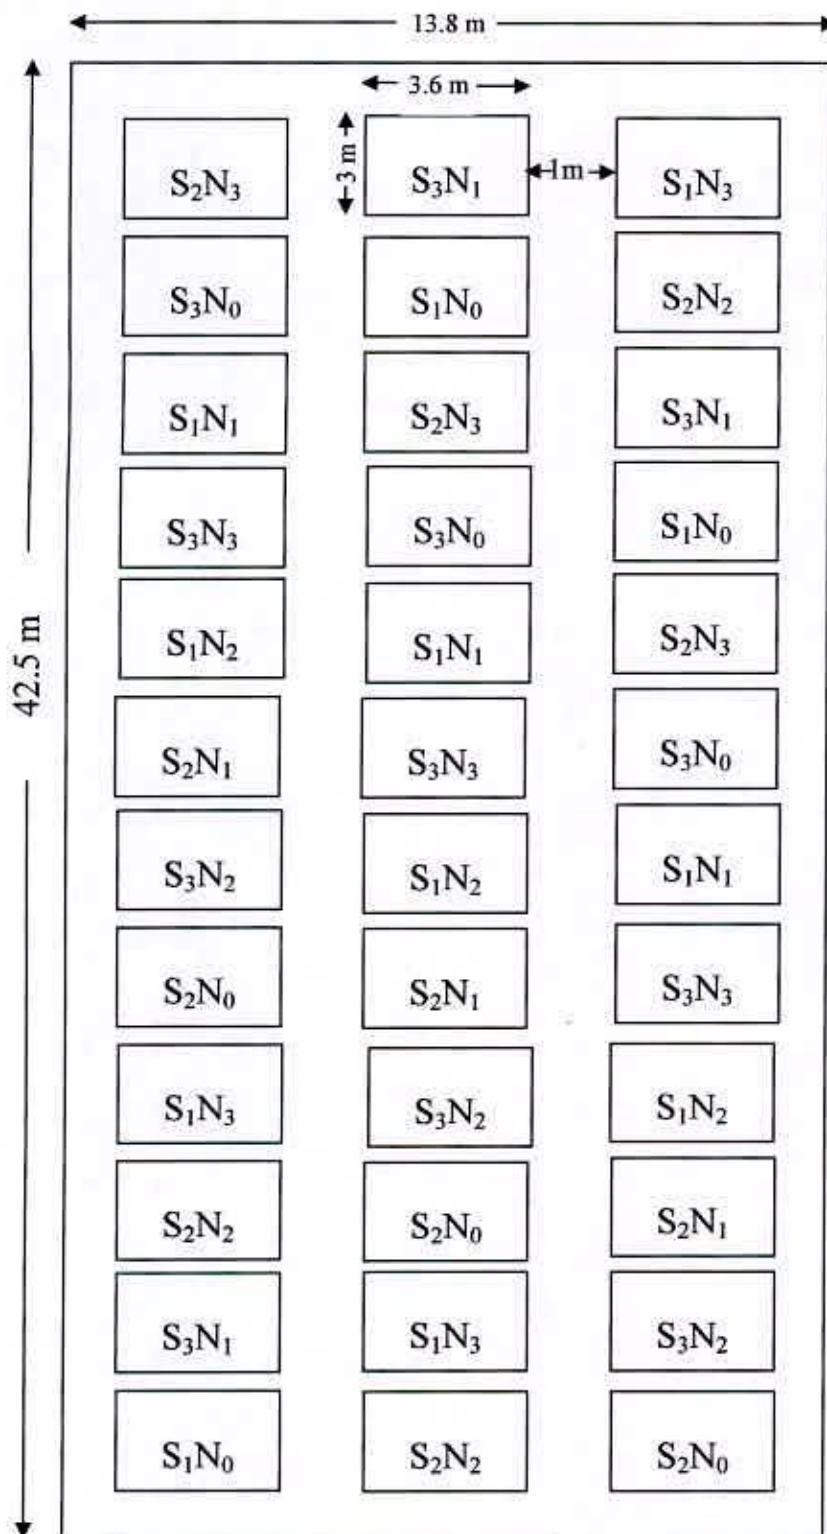 13.8 m
3.6 m
3 m
1m
42.5 m
S₂N₃ S₃N₁ S₁N₃
S₃N₀ S₁N₀ S₂N₂
S₁N₁ S₂N₃ S₃N₁
S₃N₃ S₃N₀ S₁N₀
S₁N₂ S₁N₁ S₂N₃
S₂N₁ S₃N₃ S₃N₀
S₃N₂ S₁N₂ S₁N₁
S₂N₀ S₂N₁ S₃N₃
S₁N₃ S₃N₂ S₁N₂
S₂N₂ S₂N₀ S₂N₁
S₃N₁ S₁N₃ S₃N₂
S₁N₀ S₂N₂ S₂N₀